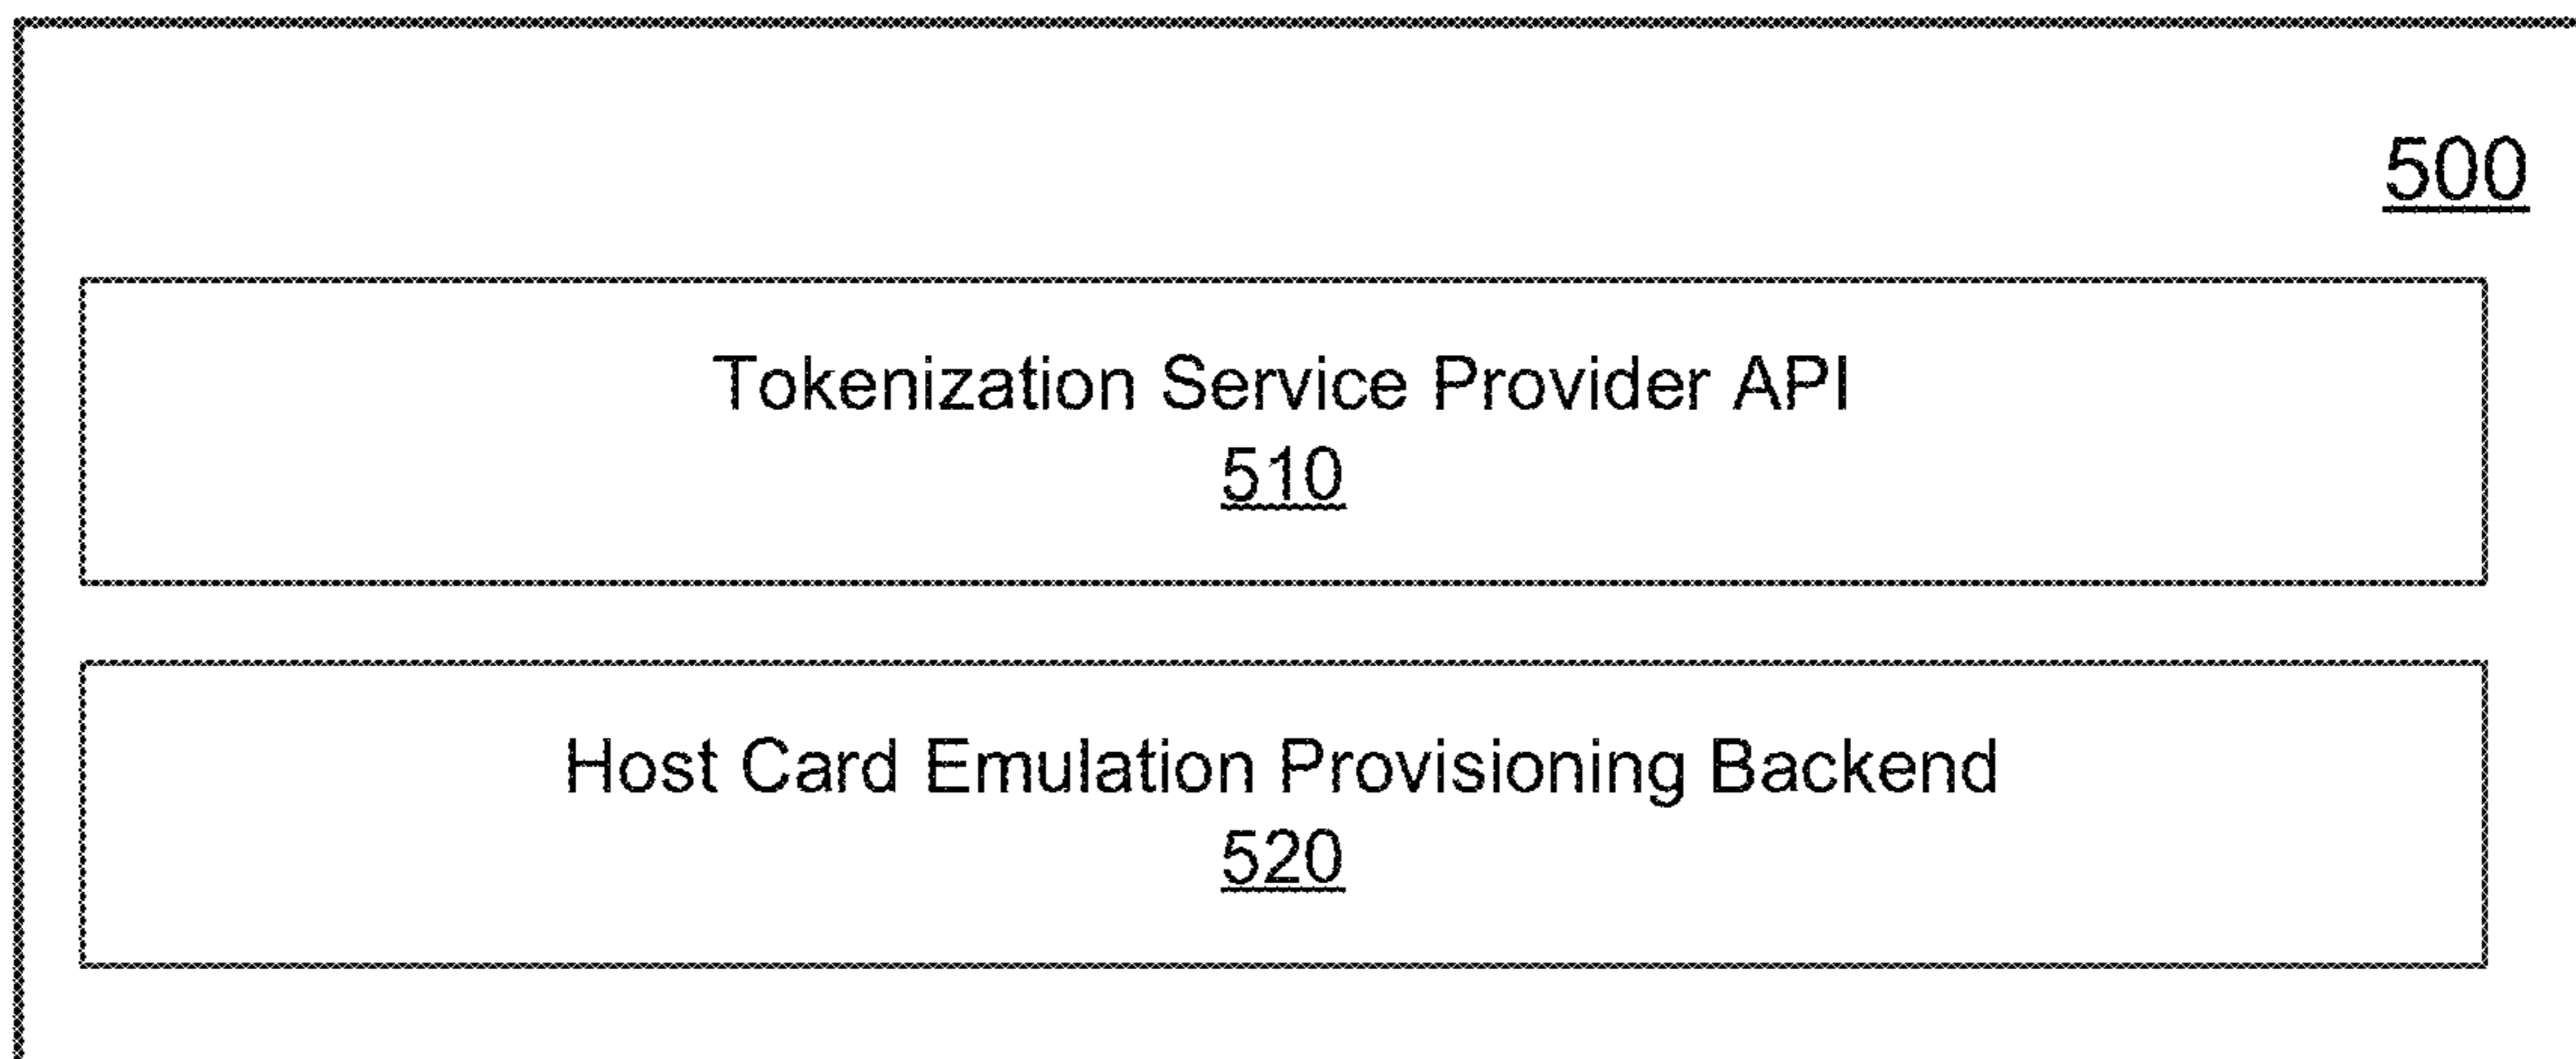 500
Tokenization Service Provider API
510
Host Card Emulation Provisioning Backend
520